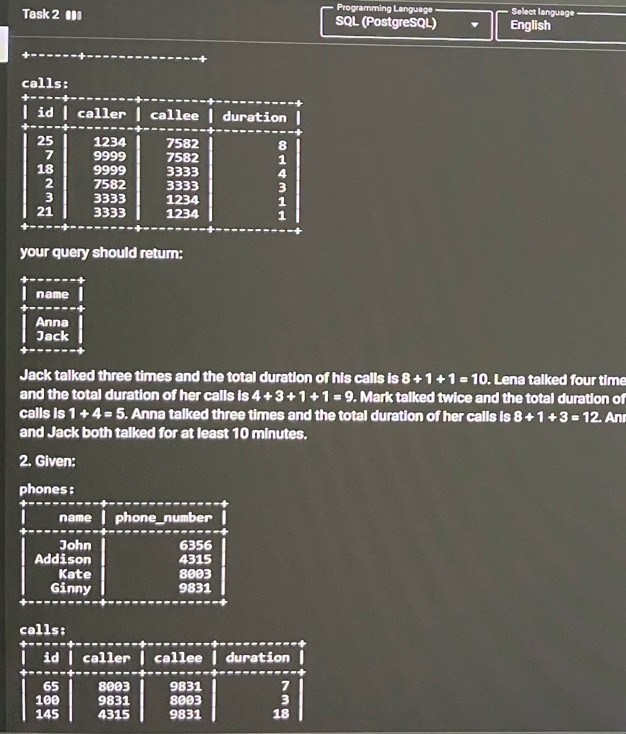 Task 2
Programming Language
SQL (PostgreSQL)
Select language
English
calls:
| id | caller | callee | duration |
| 25 | 1234 | 7582 | 8 |
| 7 | 9999 | 7582 | 1 |
| 18 | 9999 | 3333 | 4 |
| 2 | 7582 | 3333 | 3 |
| 3 | 3333 | 1234 | 1 |
| 21 | 3333 | 1234 | 1 |
your query should return:
| name |
| Anna |
| Jack |
Jack talked three times and the total duration of his calls is 8 + 1 + 1 = 10. Lena talked four time
and the total duration of her calls is 4 + 3 + 1 + 1 = 9. Mark talked twice and the total duration of
calls is 1 + 4 = 5. Anna talked three times and the total duration of her calls is 8 + 1 + 3 = 12. Ann
and Jack both talked for at least 10 minutes.
2. Given:
phones:
| name | phone_number |
| John | 6356 |
| Addison | 4315 |
| Kate | 8003 |
| Ginny | 9831 |
calls:
| id | caller | callee | duration |
| 65 | 8003 | 9831 | 7 |
| 100 | 9831 | 8003 | 3 |
| 145 | 4315 | 9831 | 18 |